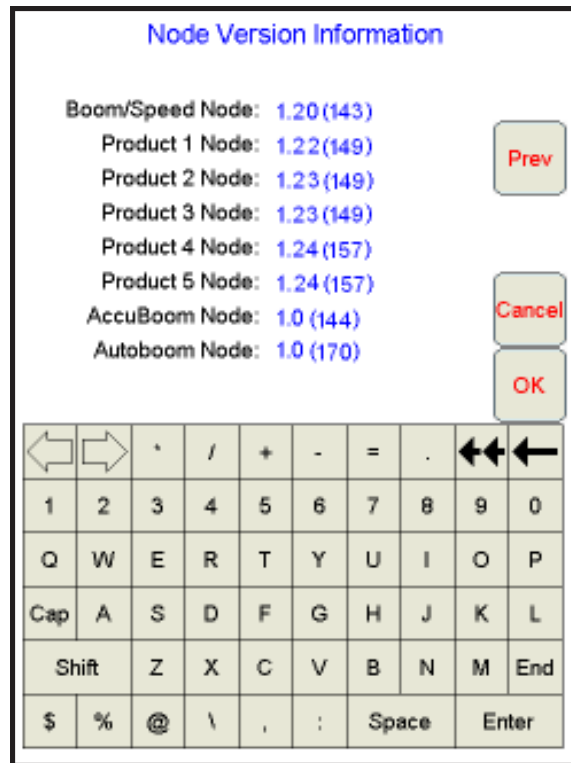 Node Version Information
Boom/Speed Node: 1.20 (143)
Product 1 Node: 1.22 (149)
Product 2 Node: 1.23 (149)
Product 3 Node: 1.23 (149)
Product 4 Node: 1.24 (157)
Product 5 Node: 1.24 (157)
AccuBoom Node: 1.0 (144)
Autoboom Node: 1.0 (170)
Prev
Cancel
OK
* / + - = .
1 2 3 4 5 6 7 8 9 0
Q W E R T Y U I O P
Cap A S D F G H J K L
Shift Z X C V B N M End
$ % @ \ , : Space Enter